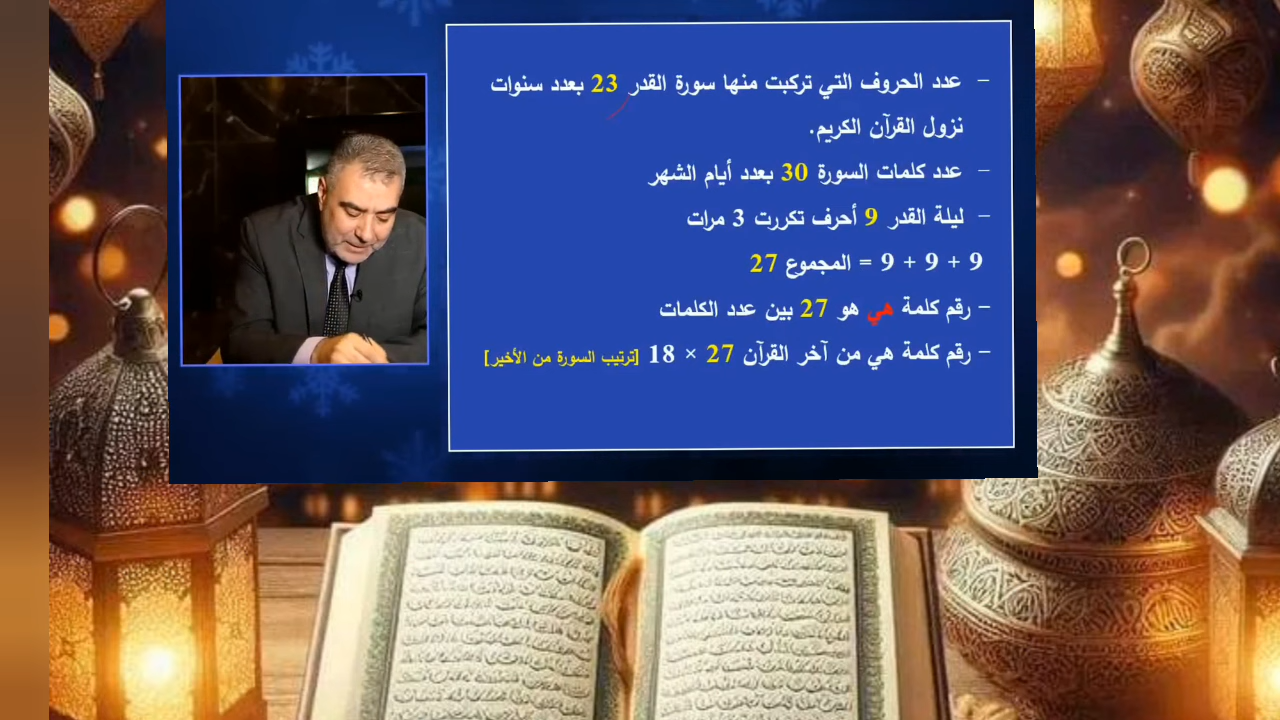 – عدد الحروف التي تركبت منها سورة القدر 23 بعدد سنوات
نزول القرآن الكريم.
– عدد كلمات السورة 30 بعدد أيام الشهر
– ليلة القدر 9 أحرف تكررت 3 مرات
9 + 9 + 9 = المجموع 27
– رقم كلمة هي هو 27 بين عدد الكلمات
– رقم كلمة هي من آخر القرآن 27 × 18 [ترتيب السورة من الأخير]